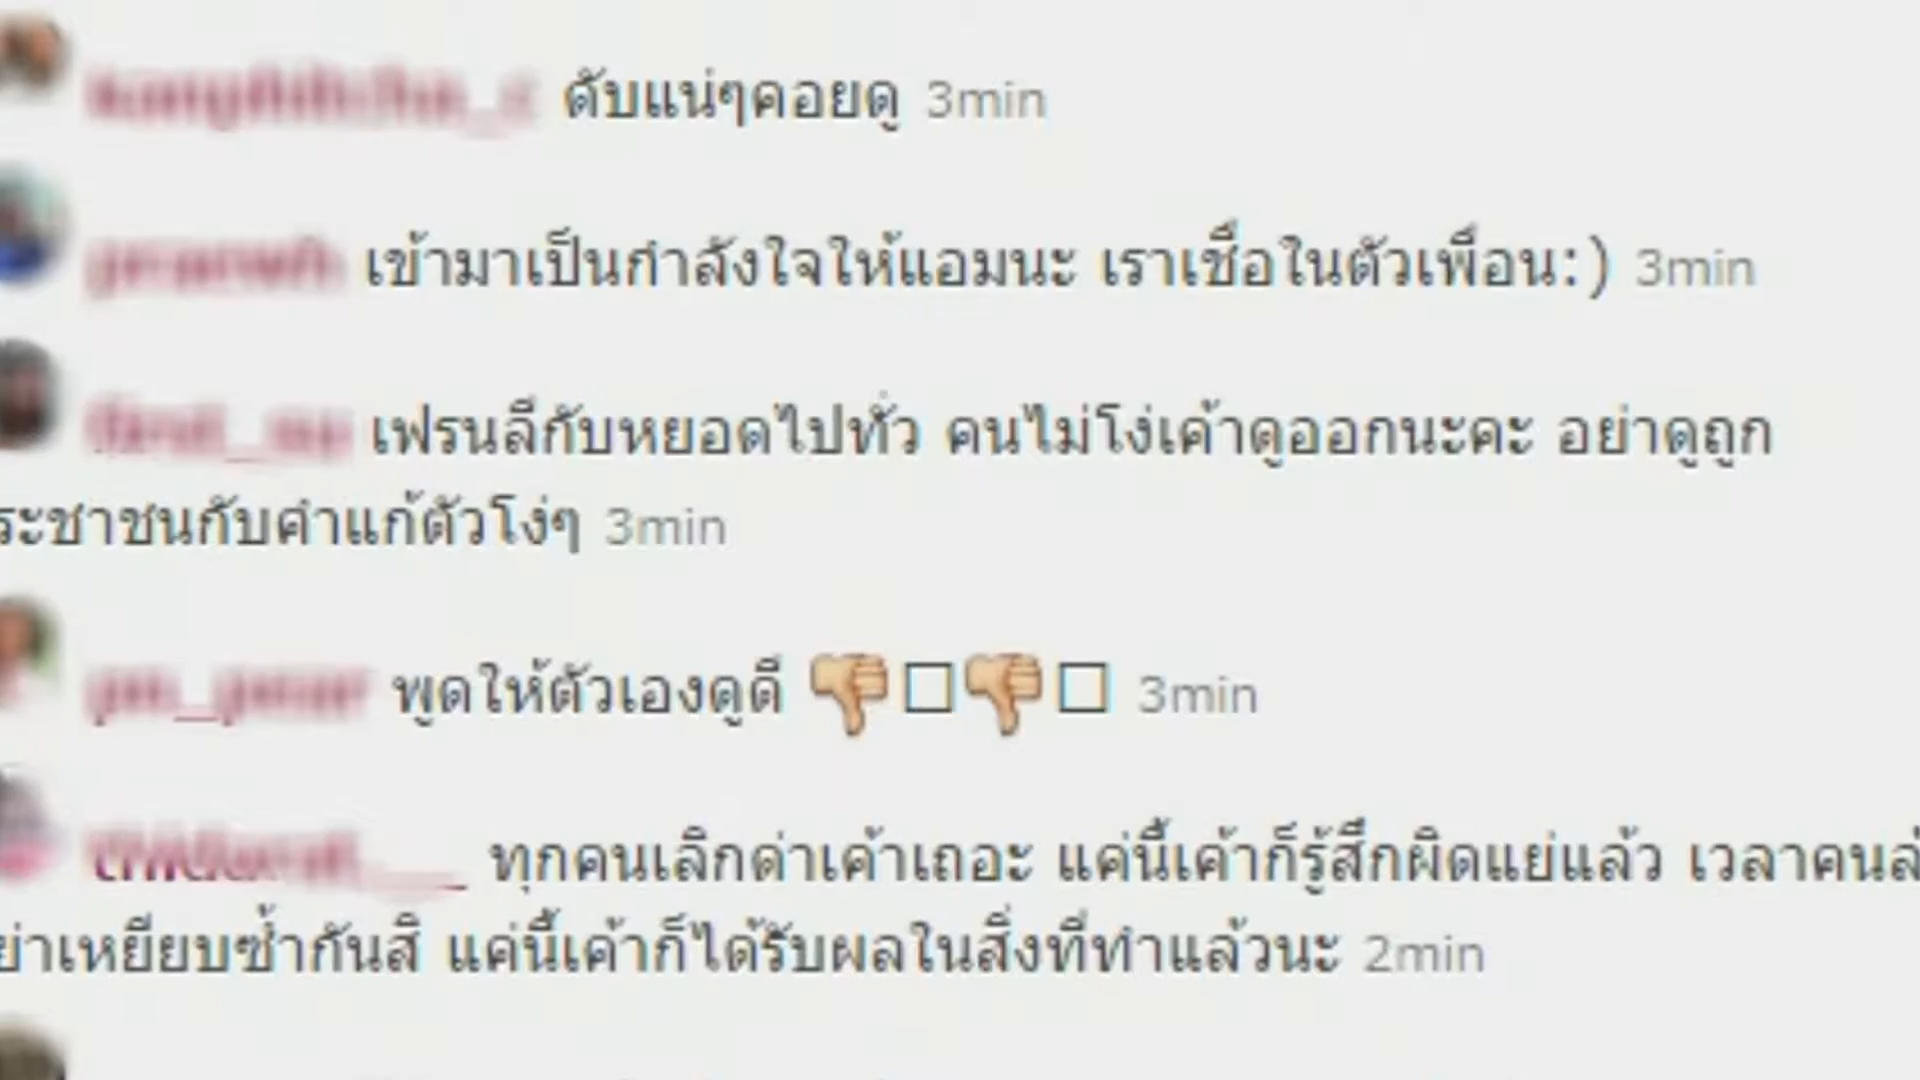 ดับแน่ๆคอยดู 3min
เข้ามาเป็นกำลังใจให้แอมนะ เราเชื่อในตัวเพื่อน:) 3min
เฟรนลี่กับหยอดไปทั่ว คนไม่โง่เค้าดูออกนะคะ อย่าดูถูก
ระชาชนกับคำแก้ตัวโง่ๆ 3min
พูดให้ตัวเองดูดี 👎🏼□👎🏼□ 3min
ทุกคนเลิกด่าเค้าเถอะ แค่นี้เค้าก็รู้สึกผิดแย่แล้ว เวลาคนล้
ย่าเหยียบซ้ำกันสิ แค่นี้เค้าก็ได้รับผลในสิ่งที่ทำแล้วนะ 2min